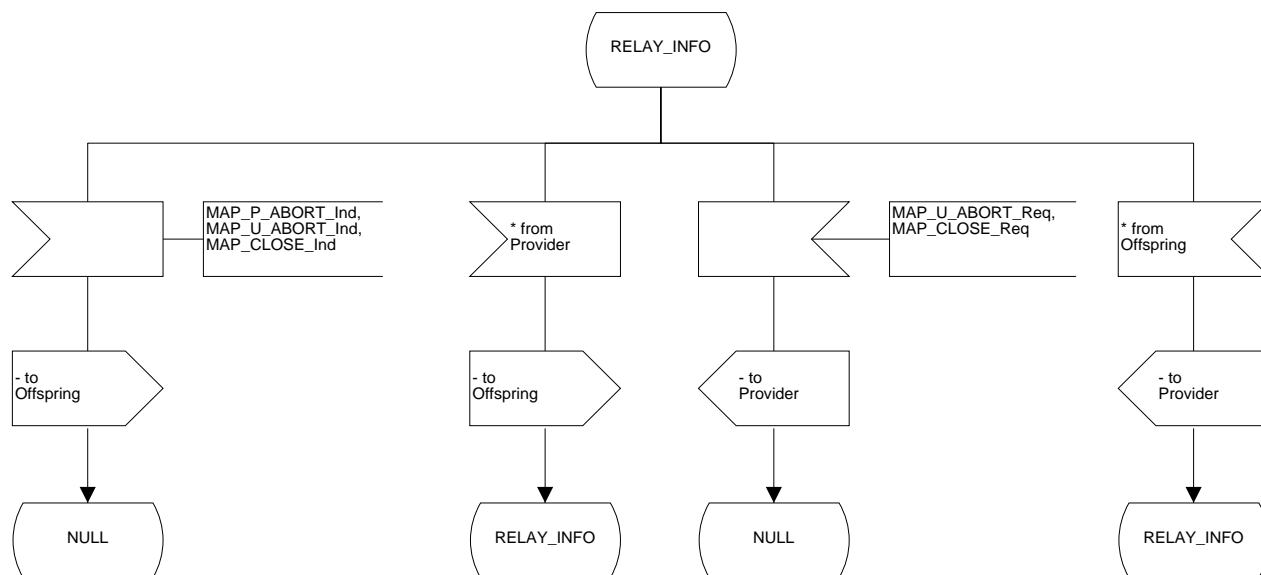 RELAY_INFO
MAP_P_ABORT_Ind,
MAP_U_ABORT_Ind,
MAP_CLOSE_Ind
* from
Provider
MAP_U_ABORT_Req,
MAP_CLOSE_Req
* from
Offspring
- to
Offspring
- to
Offspring
- to
Provider
- to
Provider
NULL
RELAY_INFO
NULL
RELAY_INFO